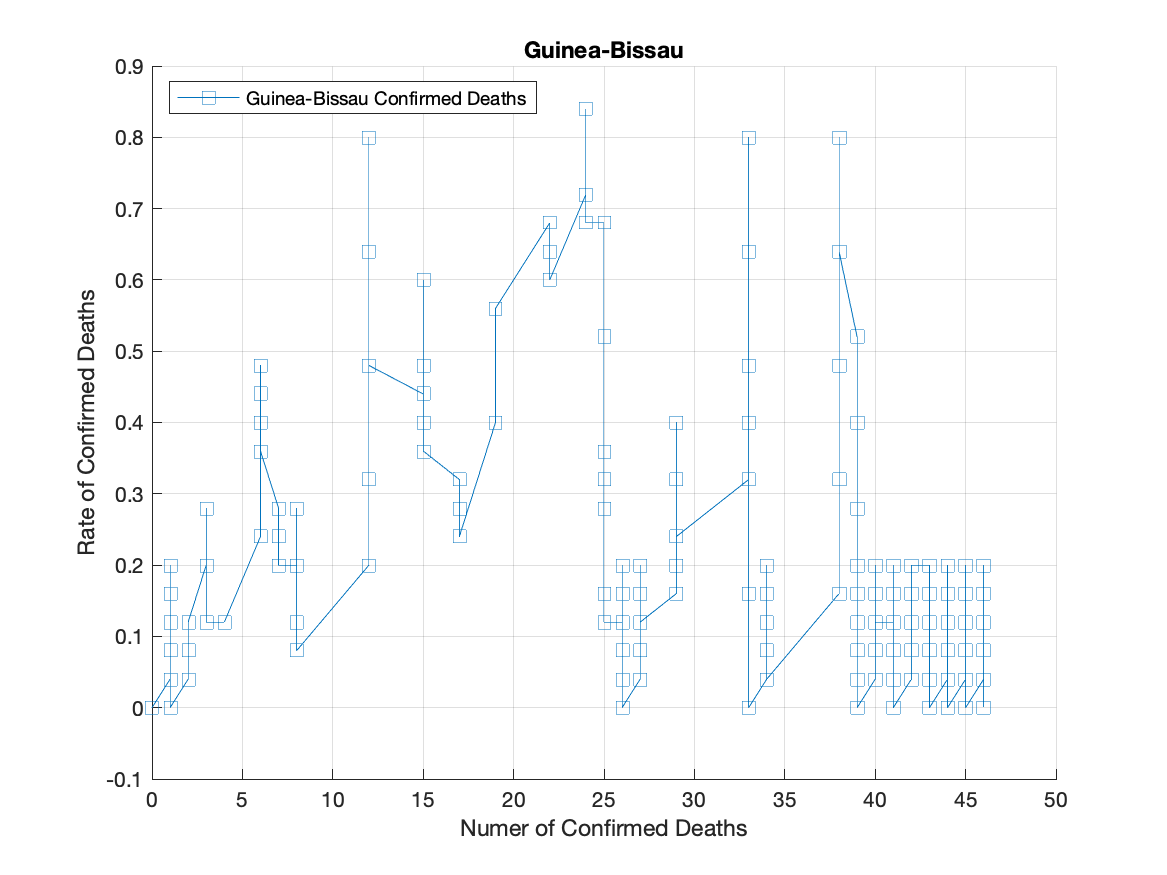 Guinea-Bissau
Guinea-Bissau Confirmed Deaths
0.9
0.8
0.7
0.6
0.5
0.4
0.3
0.2
0.1
0
-0.1
Rate of Confirmed Deaths
0 5 10 15 20 25 30 35 40 45 50
Numer of Confirmed Deaths